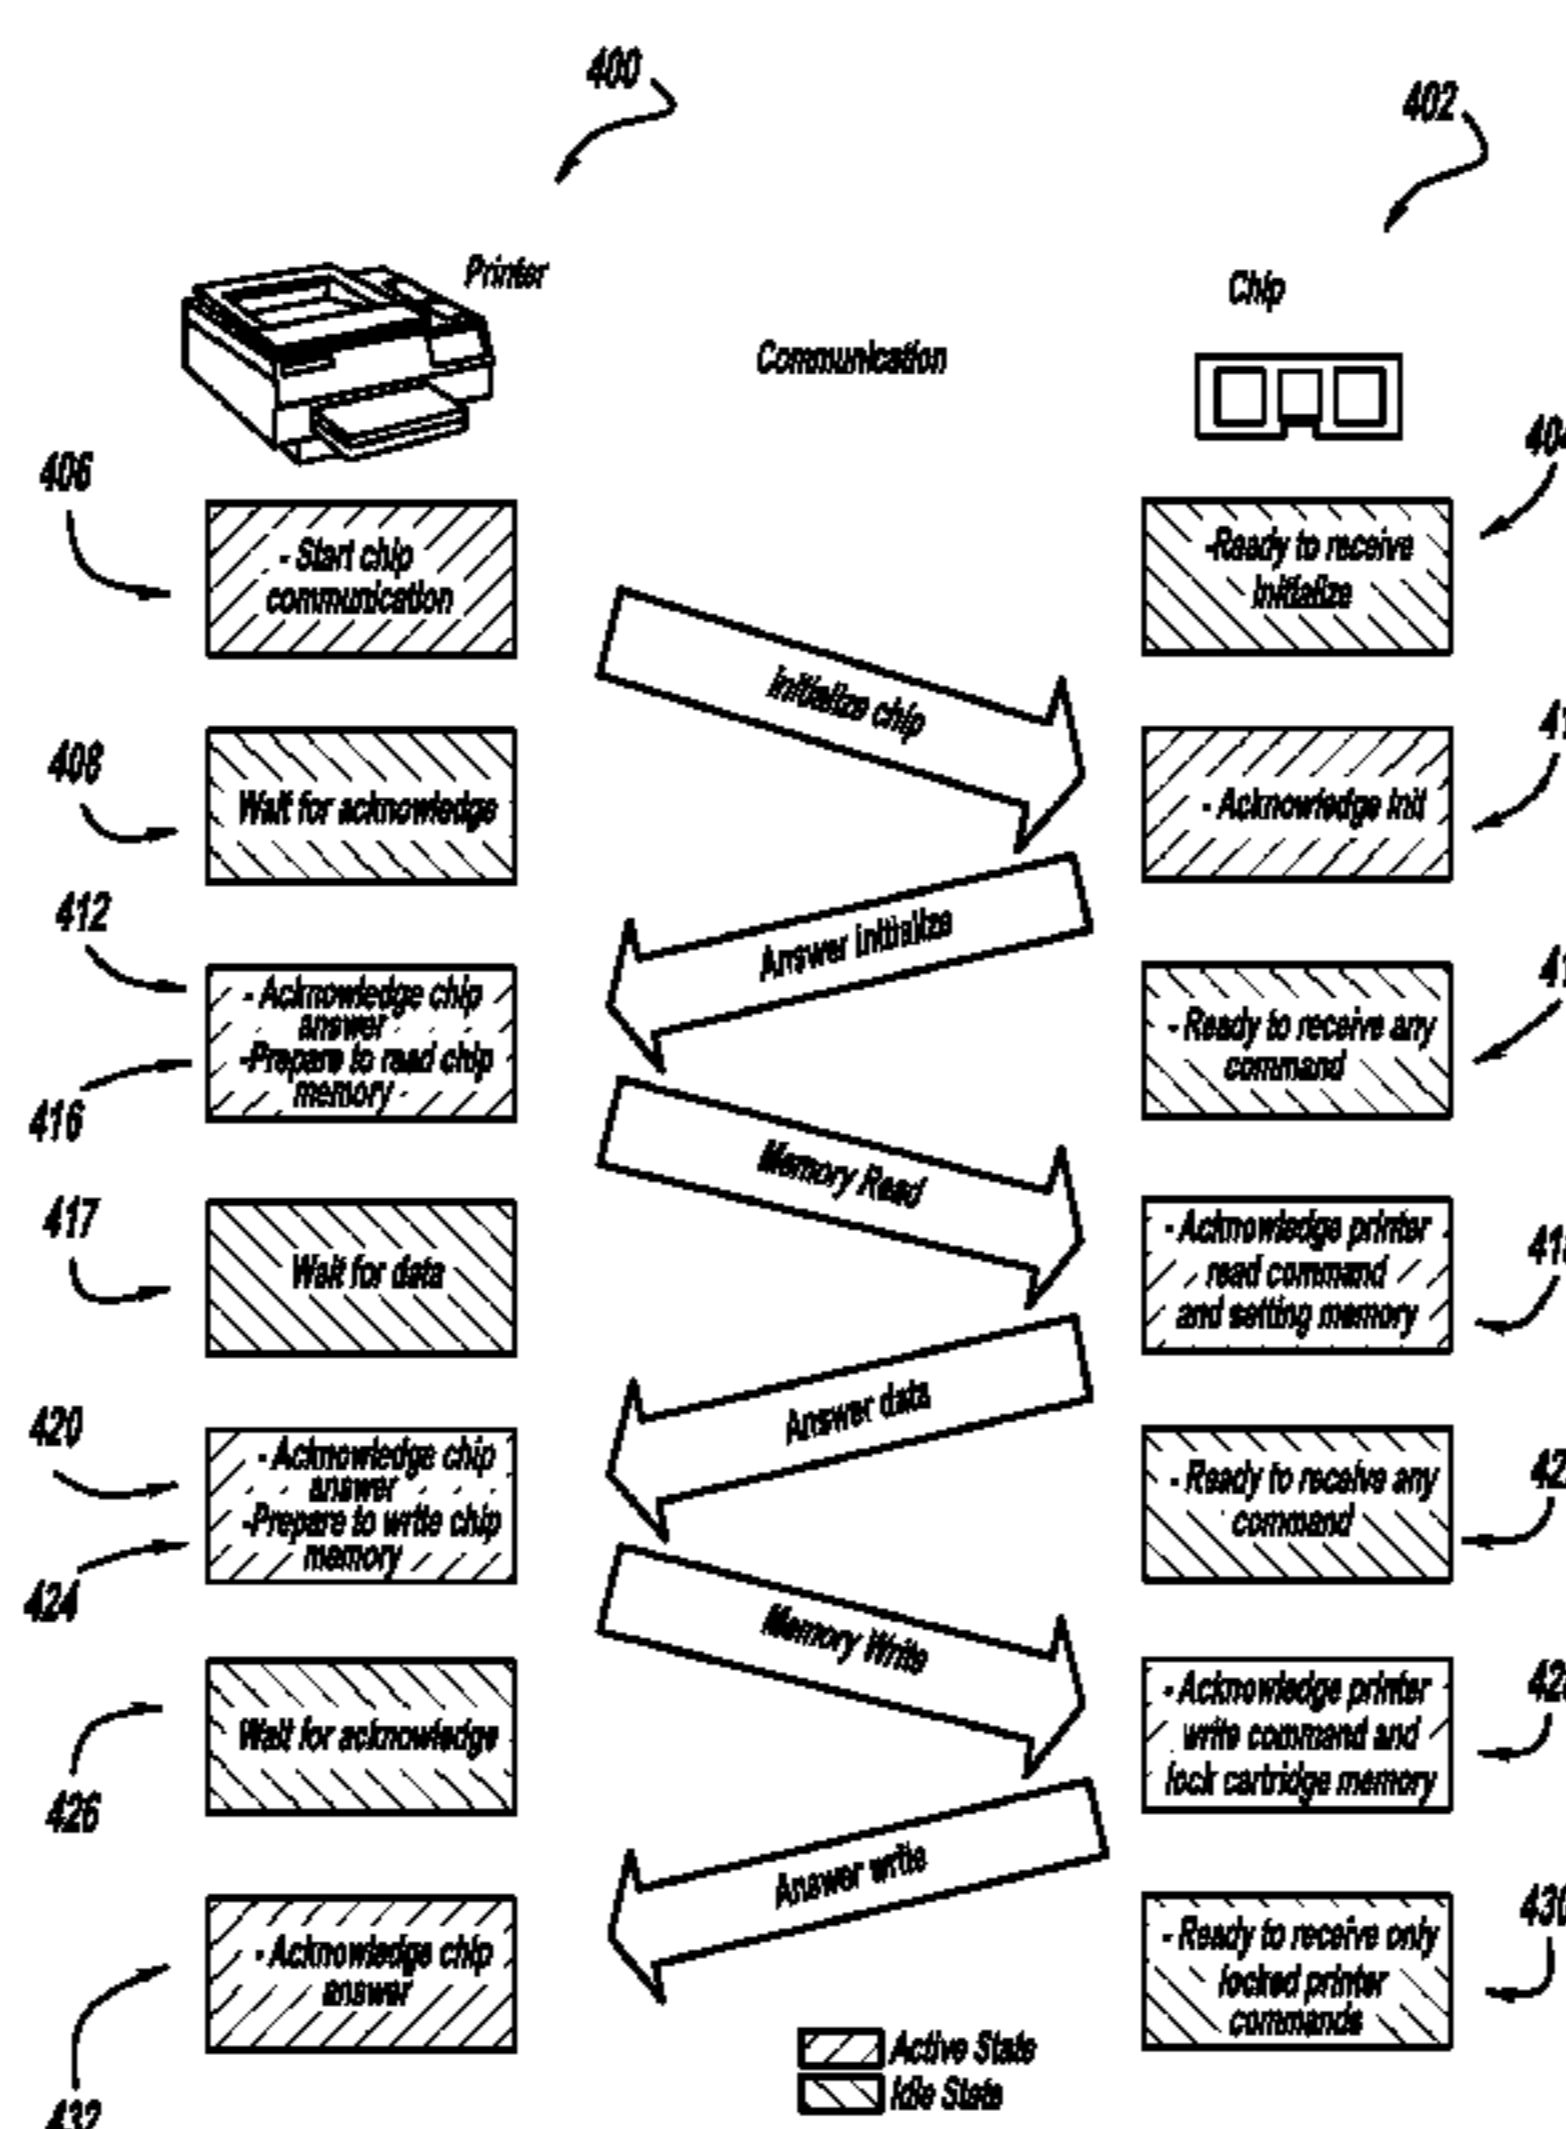 400
402
Printer
Chip
Communication
406
- Start chip
communication
-Ready to receive
initialize
Initialize chip
408
Wait for acknowledge
- Acknowledge init
412
Answer initialize
- Acknowledge chip
answer
-Prepare to read chip
memory
416
- Ready to receive any
command
Memory Read
417
Wait for data
- Acknowledge printer
read command
and setting memory
Answer data
420
- Acknowledge chip
answer
-Prepare to write chip
memory
424
- Ready to receive any
command
Memory Write
426
Wait for acknowledge
- Acknowledge printer
write command and
lock cartridge memory
Answer write
432
- Acknowledge chip
answer
430
- Ready to receive only
locked printer
commands
Active State
Idle State